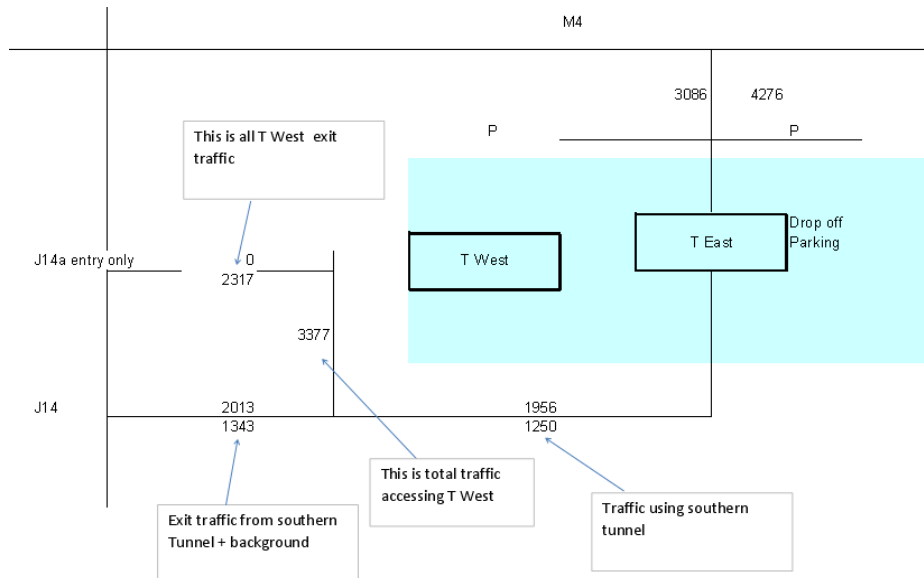 M4
3086 4276
This is all T West exit
traffic
P P
Drop off
Parking
T West
T East
J14a entry only
0
2317
3377
J14
2013
1343
1956
1250
This is total traffic
accessing T West
Exit traffic from southern
Tunnel + background
Traffic using southern
tunnel